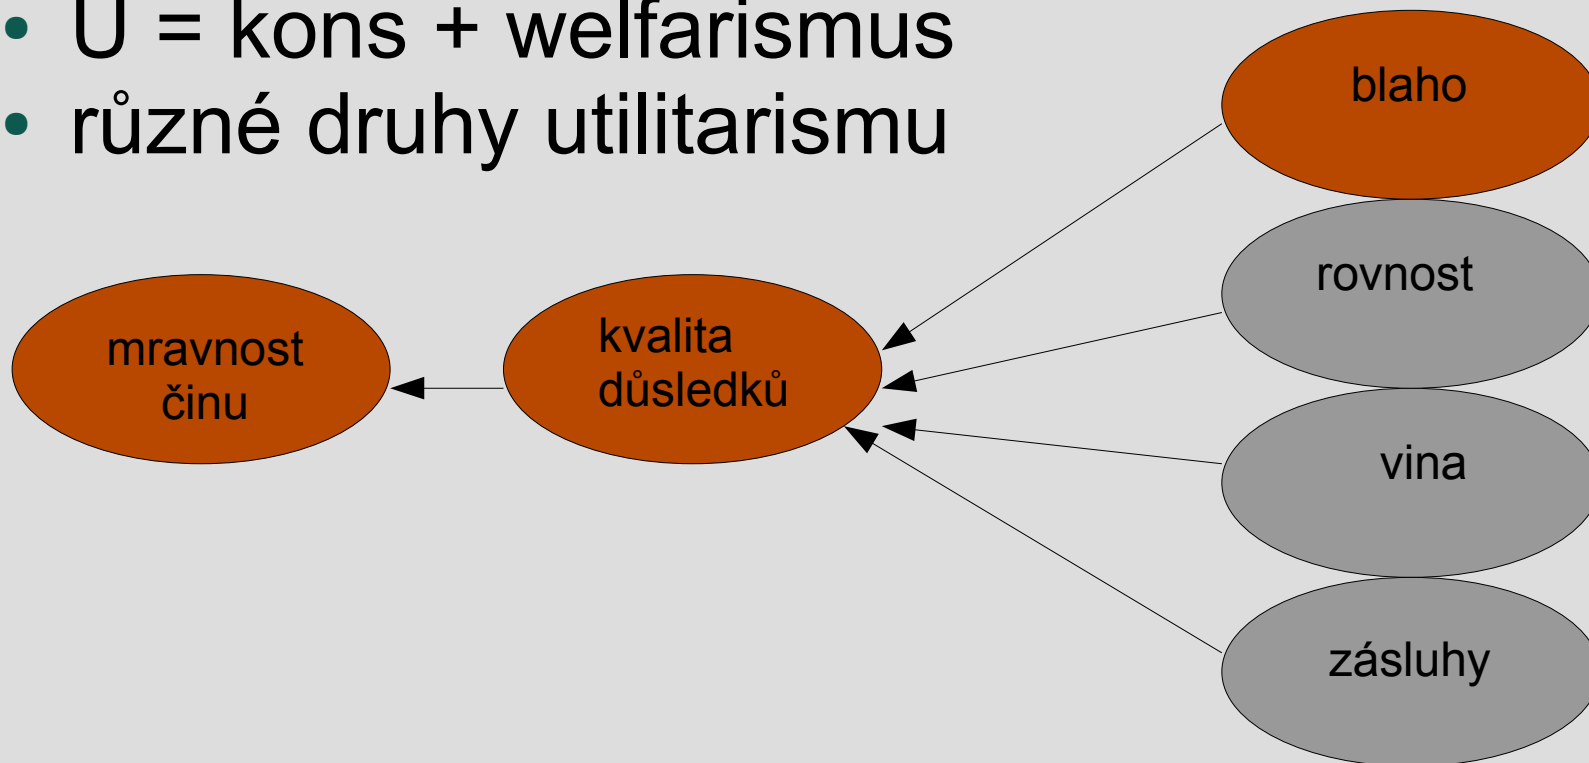 • U = kons + welfarismus
• různé druhy utilitarismu
blaho
rovnost
mravnost
činu
kvalita
důsledků
vina
zásluhy